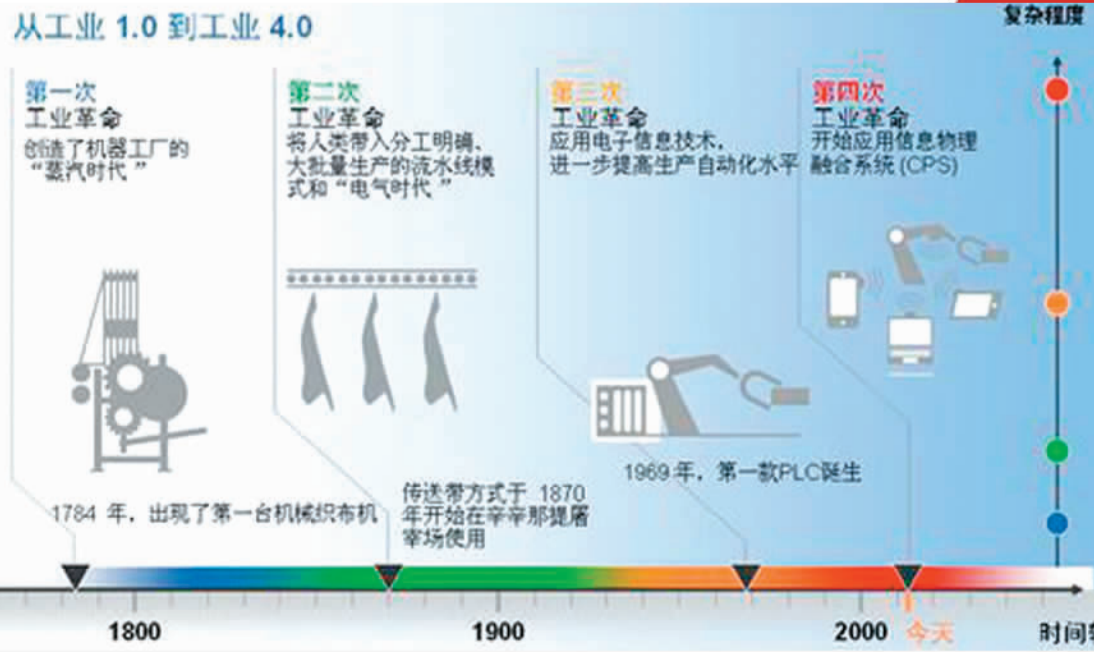 从工业 1.0 到工业 4.0
复杂程度
第一次
工业革命
创造了机器工厂的
“蒸汽时代 ”
第二次
工业革命
将人类带入分工明确、
大批量生产的流水线模
式和“电气时代 ”
第三次
工业革命
应用电子信息技术，
进一步提高生产自动化水平
第四次
工业革命
开始应用信息物理
融合系统 (CPS)
1784 年，出现了第一台机械织布机
传送带方式于 1870
年开始在辛辛那提屠
宰场使用
1969 年，第一款PLC诞生
1800
1900
2000
今天
时间